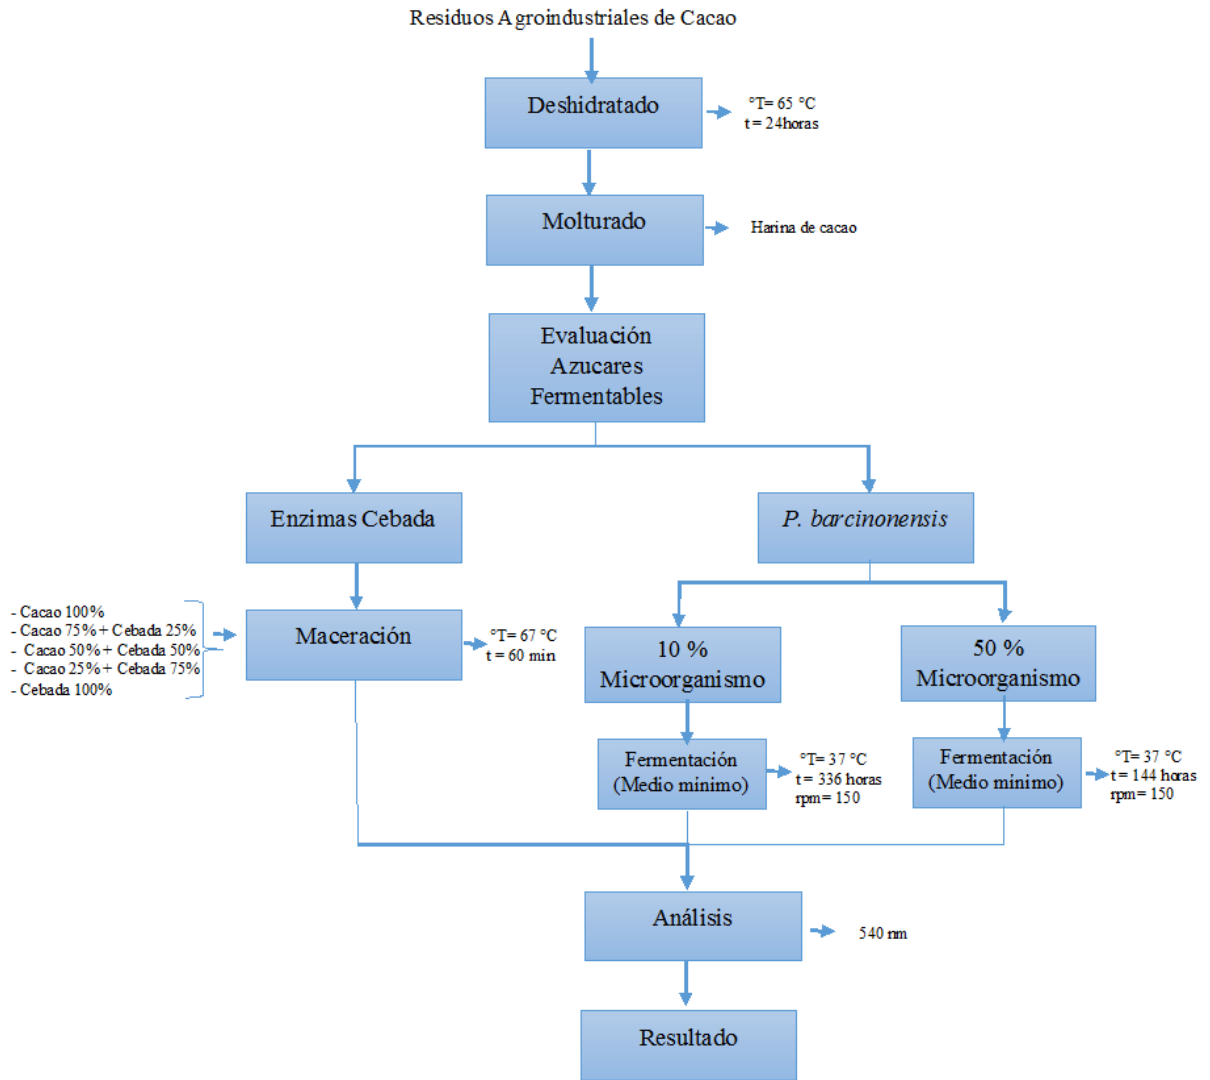 Residuos Agroindustriales de Cacao
Deshidratado
°T= 65 °C
t = 24horas
Molturado
Harina de cacao
Evaluación
Azucares
Fermentables
Enzimas Cebada
P. barcinonensis
- Cacao 100%
- Cacao 75% + Cebada 25%
- Cacao 50% + Cebada 50%
- Cacao 25% + Cebada 75%
- Cebada 100%
Maceración
°T= 67 °C
t = 60 min
10 %
Microorganismo
50 %
Microorganismo
Fermentación
(Medio mínimo)
°T= 37 °C
t = 336 horas
rpm= 150
Fermentación
(Medio mínimo)
°T= 37 °C
t = 144 horas
rpm= 150
Análisis
540 nm
Resultado